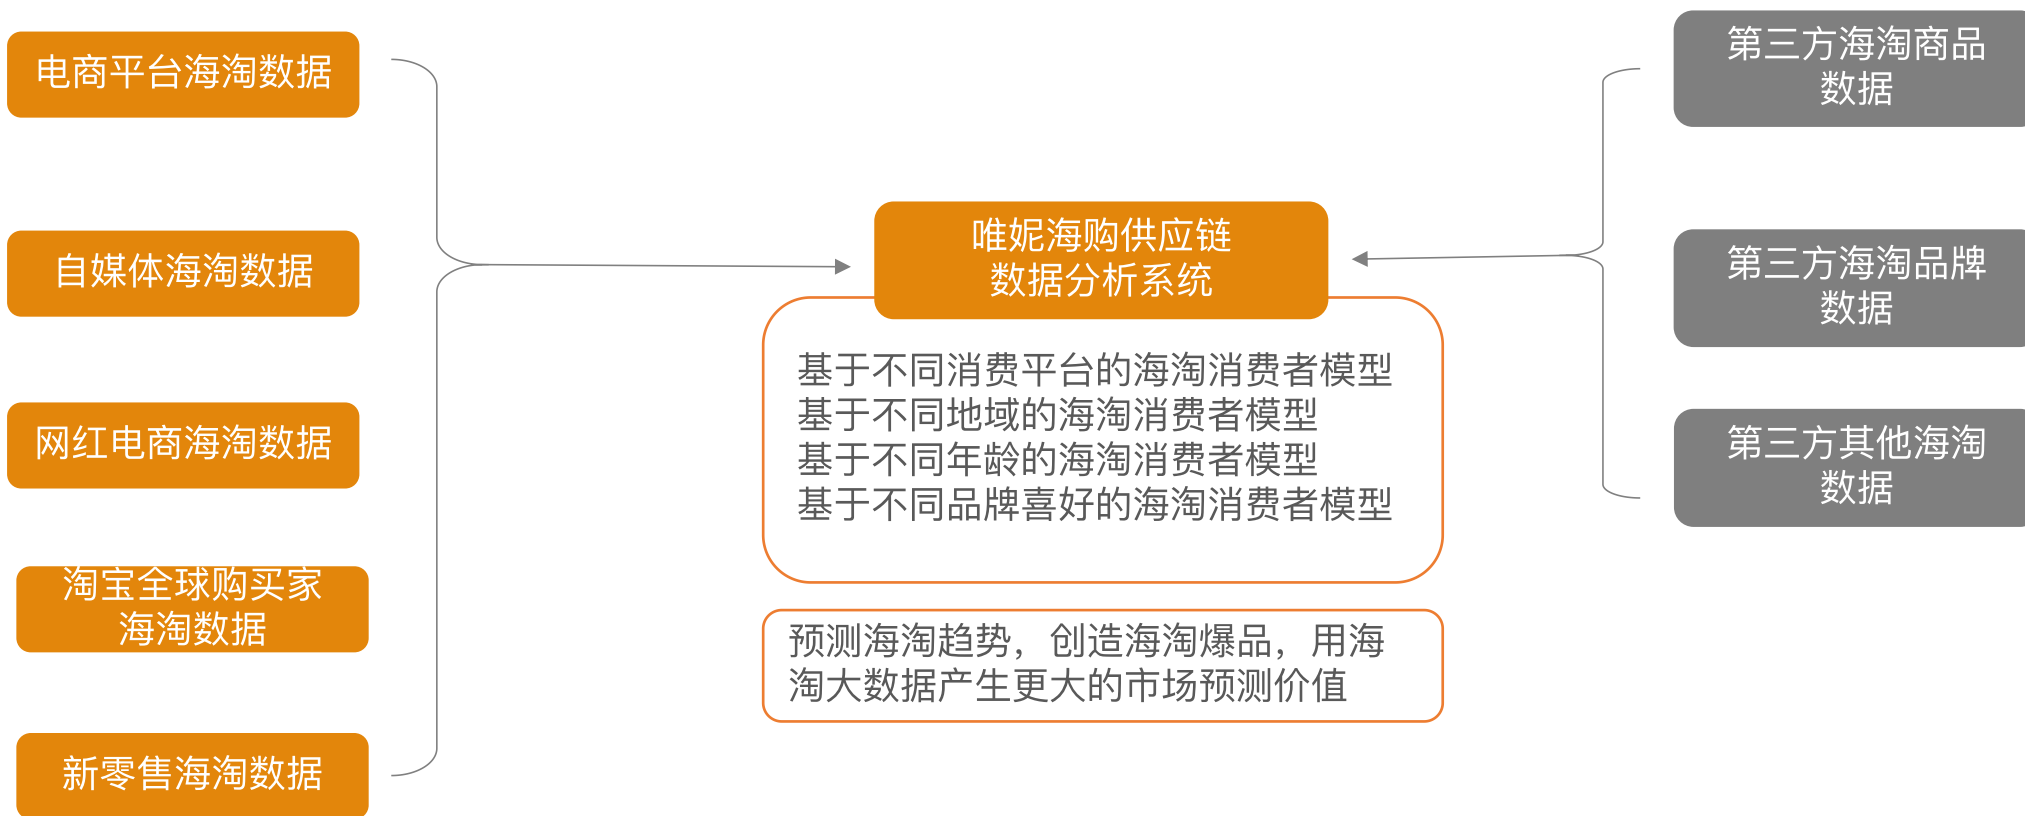 电商平台海淘数据
自媒体海淘数据
网红电商海淘数据
淘宝全球购买家
海淘数据
新零售海淘数据
唯妮海购供应链
数据分析系统
基于不同消费平台的海淘消费者模型
基于不同地域的海淘消费者模型
基于不同年龄的海淘消费者模型
基于不同品牌喜好的海淘消费者模型
预测海淘趋势，创造海淘爆品，用海
淘大数据产生更大的市场预测价值
第三方海淘商品
数据
第三方海淘品牌
数据
第三方其他海淘
数据